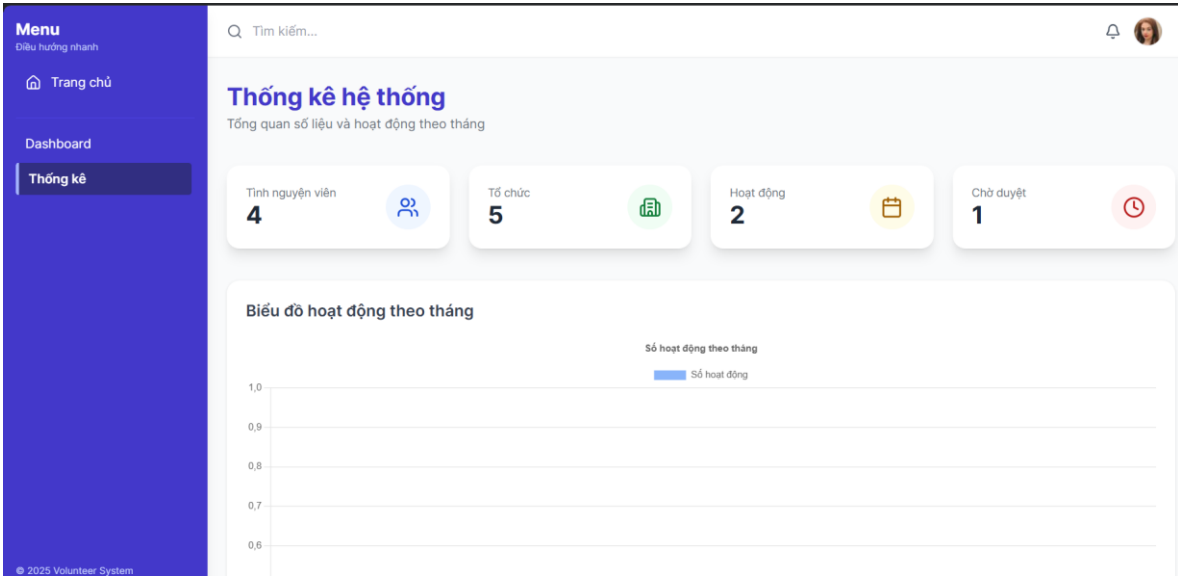 Menu
Điều hướng nhanh
Trang chủ
Dashboard
Thống kê
© 2025 Volunteer System
Tìm kiếm...
Thống kê hệ thống
Tổng quan số liệu và hoạt động theo tháng
Tình nguyện viên
4
Tổ chức
5
Hoạt động
2
Chờ duyệt
1
Biểu đồ hoạt động theo tháng
Số hoạt động theo tháng
Số hoạt động
1,0
0,9
0,8
0,7
0,6